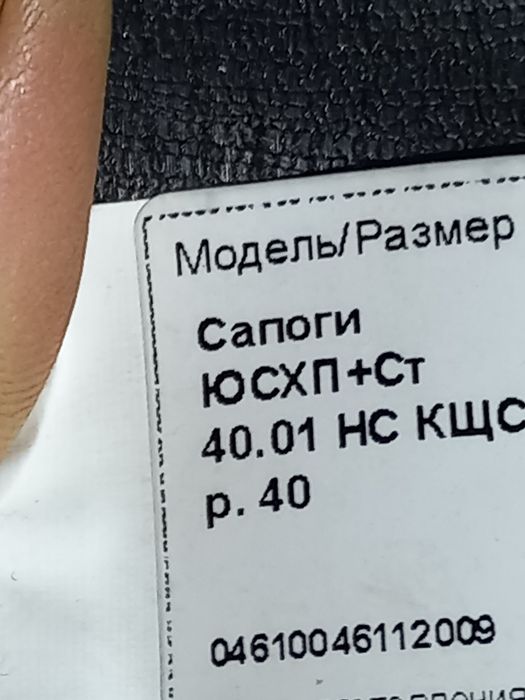 Модель/Размер
Сапоги
ЮСХП+Ст
40.01 НС КЩС
р. 40
04610046112009